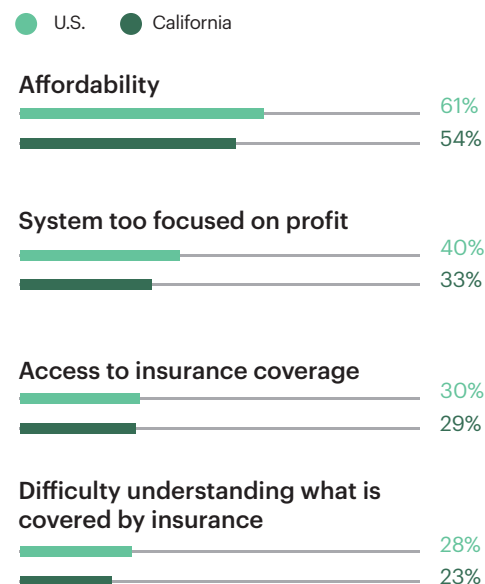 U.S. California
Affordability
61%
54%
System too focused on profit
40%
33%
Access to insurance coverage
30%
29%
Difficulty understanding what is
covered by insurance
28%
23%